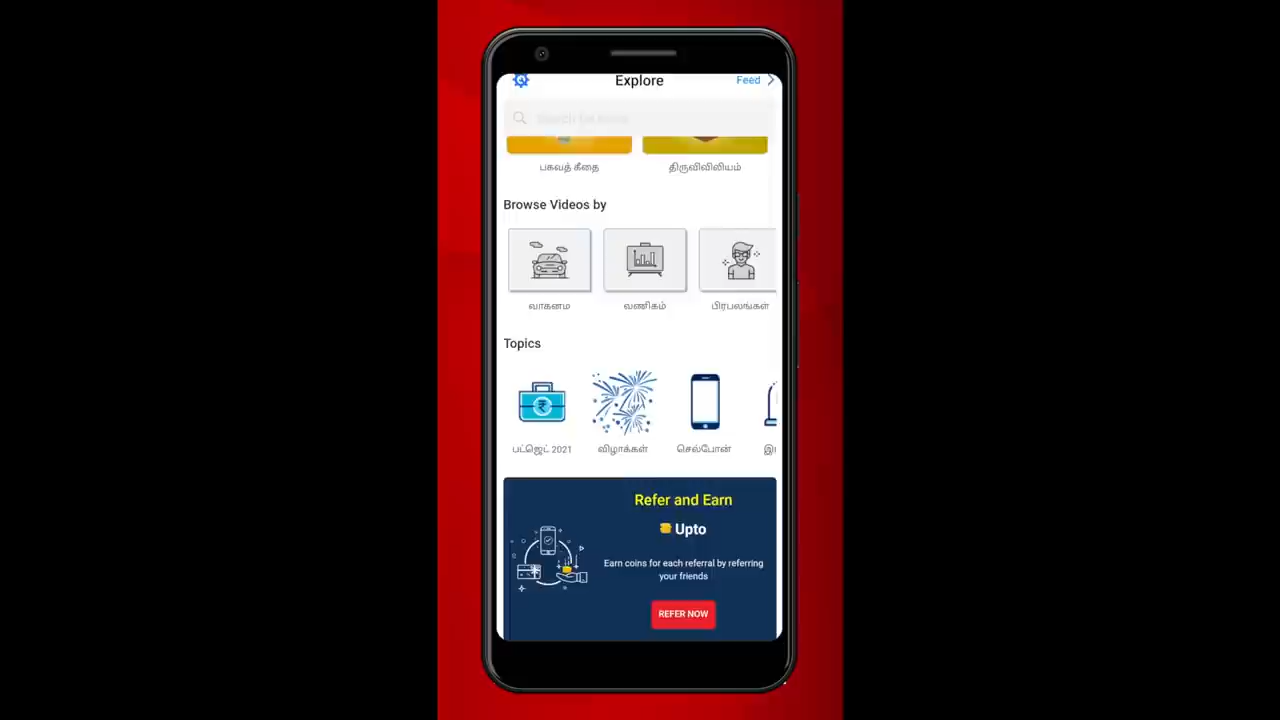 Explore
Feed
பகவத் கீதை
திருவிவிலியம்
Browse Videos by
வாகனம
வணிகம்
பிரபலங்கள்
Topics
பட்ஜெட் 2021
விழாக்கள்
செல்போன்
Refer and Earn
Upto
Earn coins for each referral by referring
your friends
REFER NOW